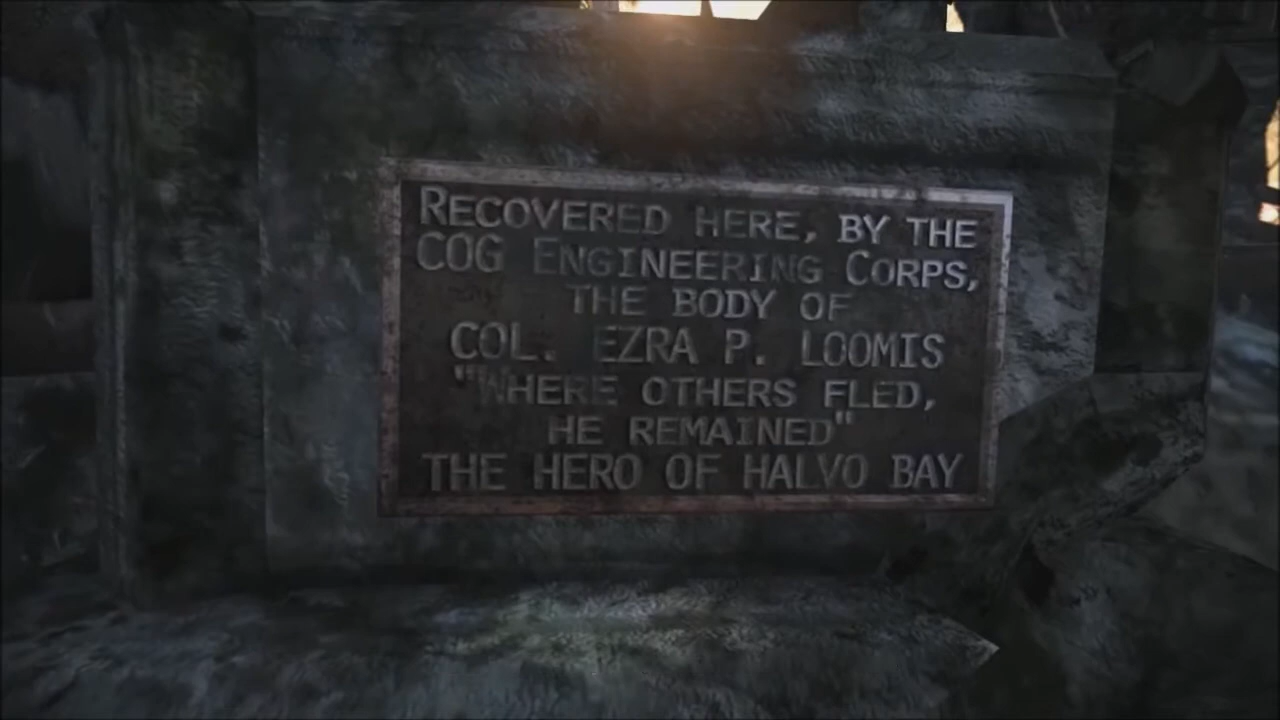 RECOVERED HERE, BY THE
COG ENGINEERING CORPS,
THE BODY OF
COL. EZRA P. LOOMIS
"WHERE OTHERS FLED,
HE REMAINED"
THE HERO OF HALVO BAY